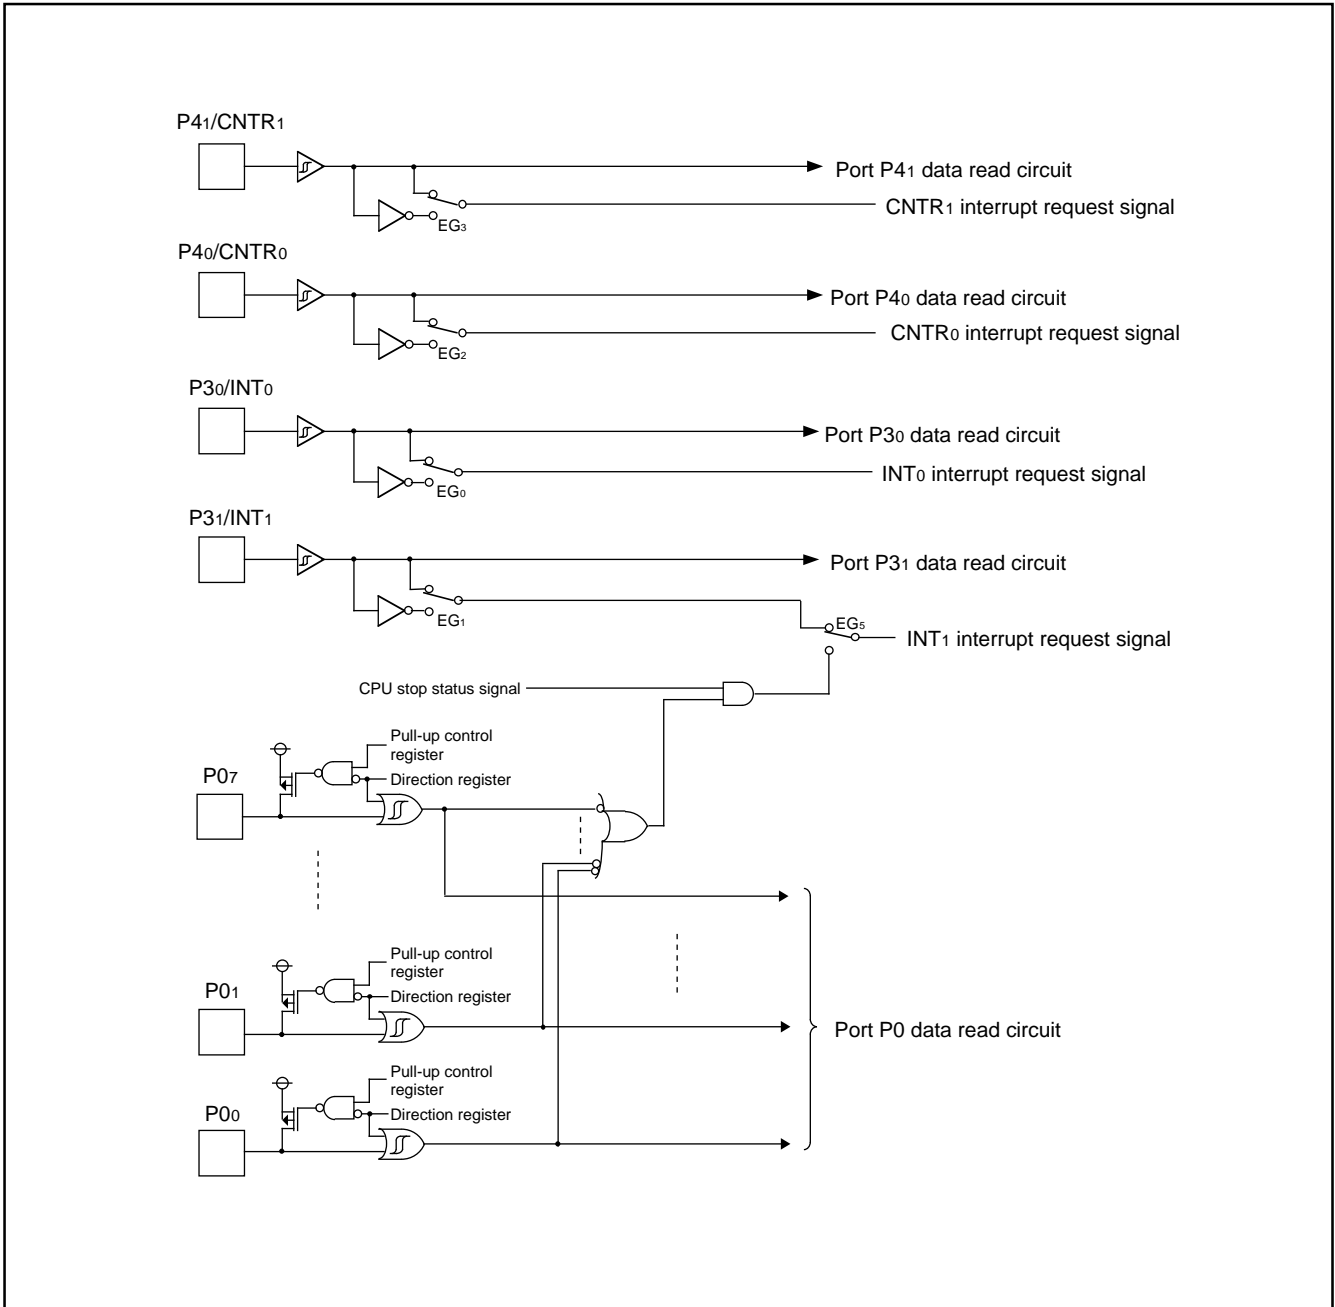 P41/CNTR1
Port P41 data read circuit
CNTR1 interrupt request signal
EG3
P40/CNTR0
Port P40 data read circuit
CNTR0 interrupt request signal
EG2
P30/INT0
Port P30 data read circuit
INT0 interrupt request signal
EG0
P31/INT1
Port P31 data read circuit
EG1
EG5
INT1 interrupt request signal
CPU stop status signal
Pull-up control
register
P07
Direction register
Pull-up control
register
P01
Direction register
Port P0 data read circuit
Pull-up control
register
P00
Direction register